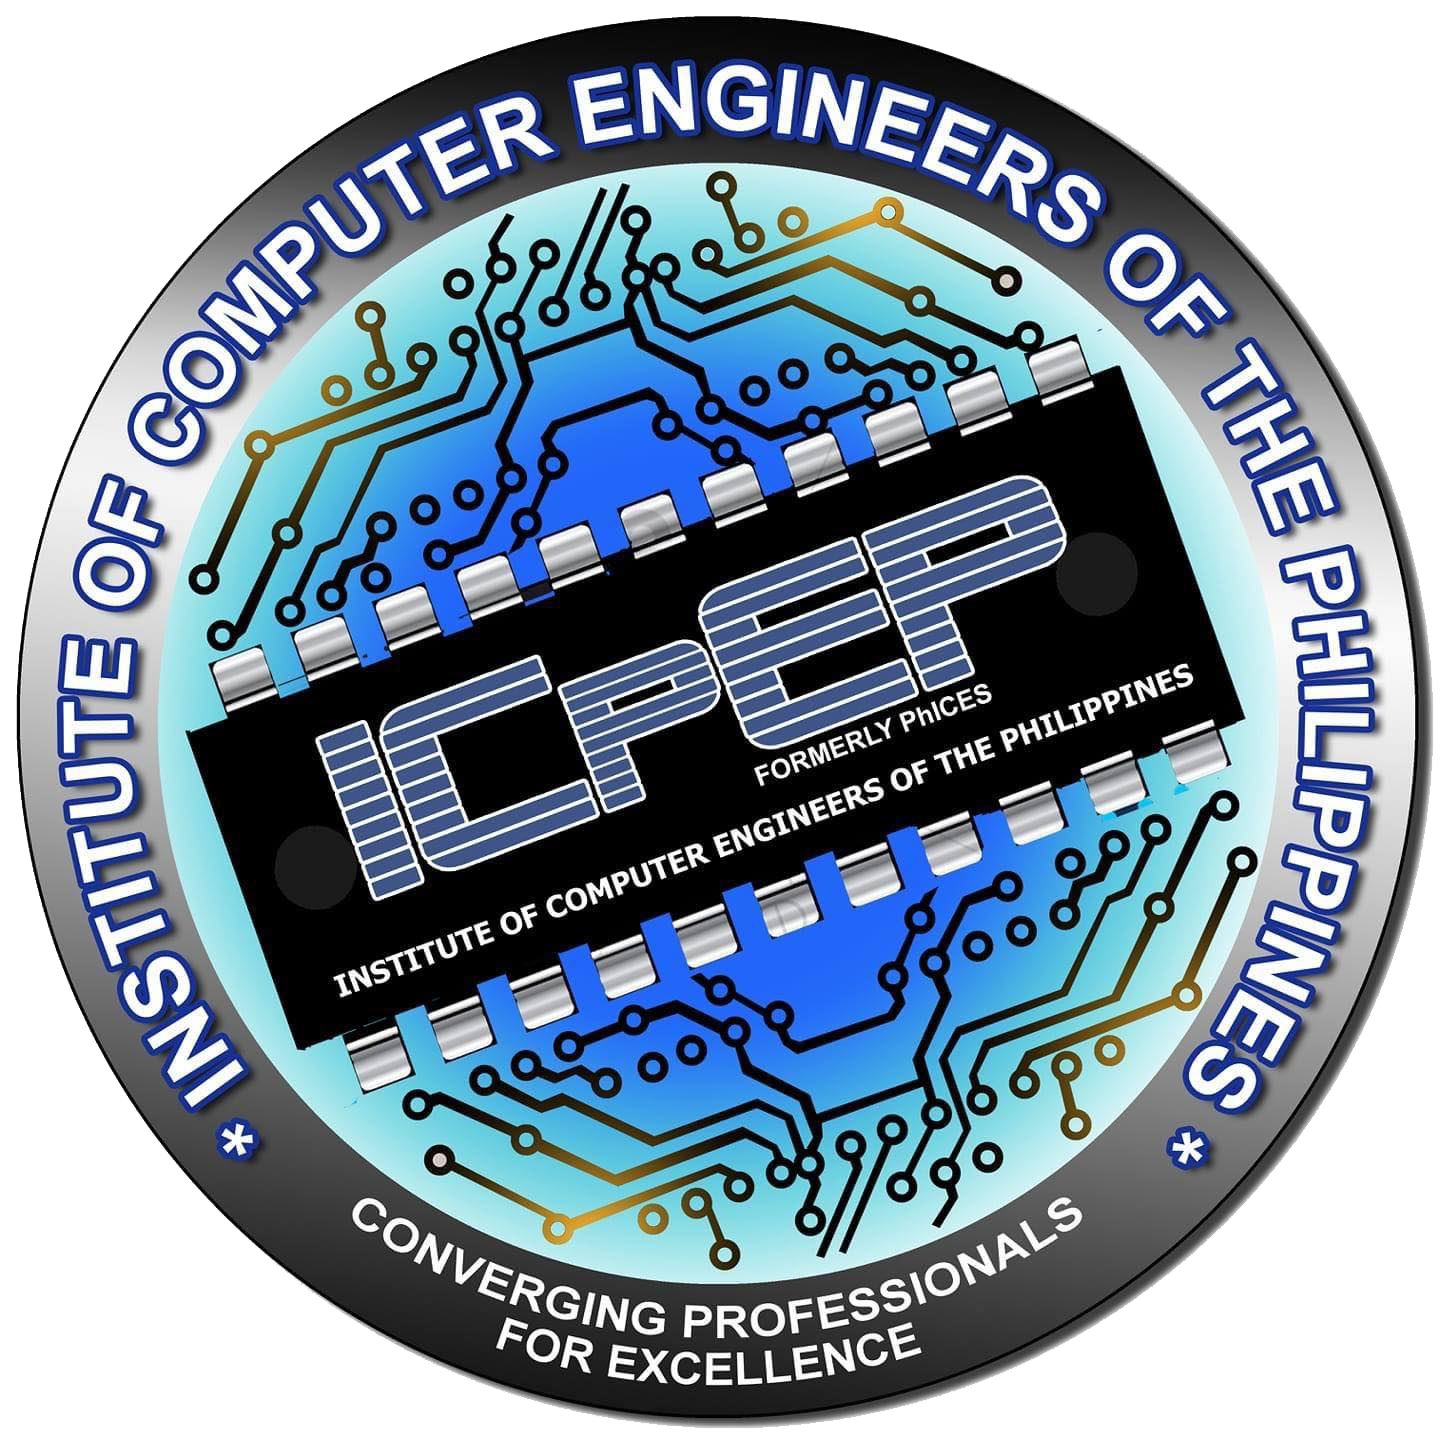 INSTITUTE OF COMPUTER ENGINEERS OF THE PHILIPPINES
ICpEP
FORMERLY PhICES
INSTITUTE OF COMPUTER ENGINEERS OF THE PHILIPPINES
* *
CONVERGING PROFESSIONALS
FOR EXCELLENCE